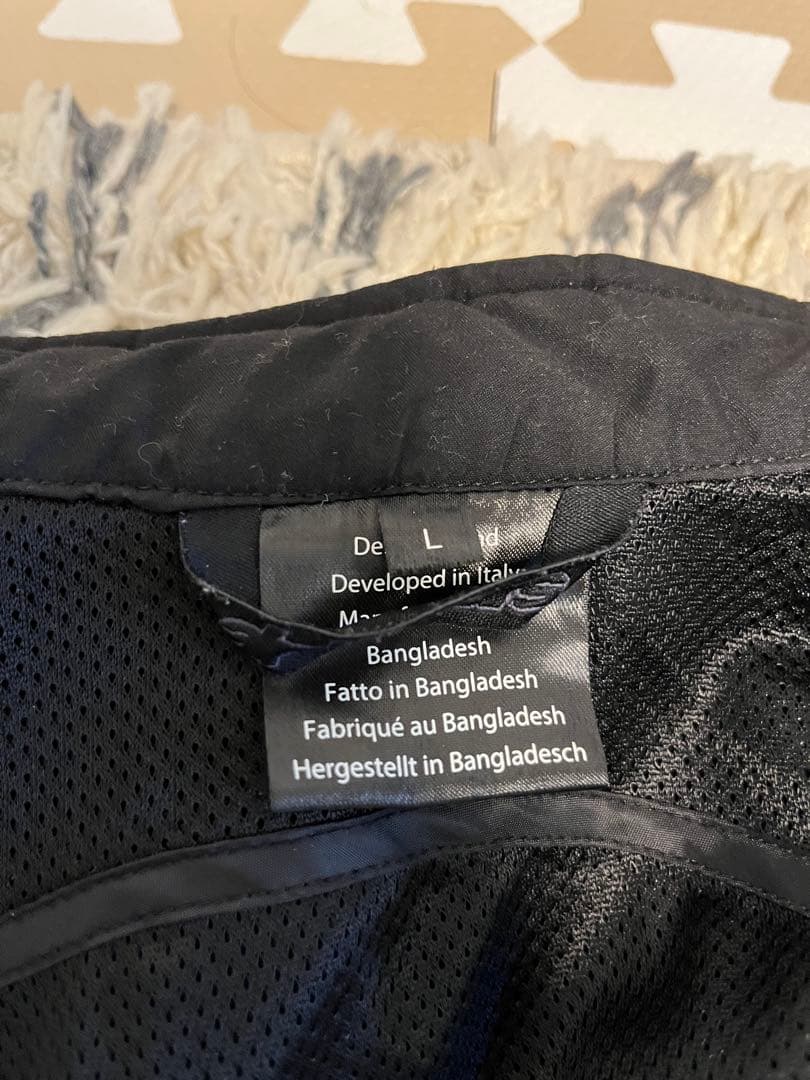 L
Developed in Italy
Bangladesh
Fatto in Bangladesh
Fabriqué au Bangladesh
Hergestellt in Bangladesch